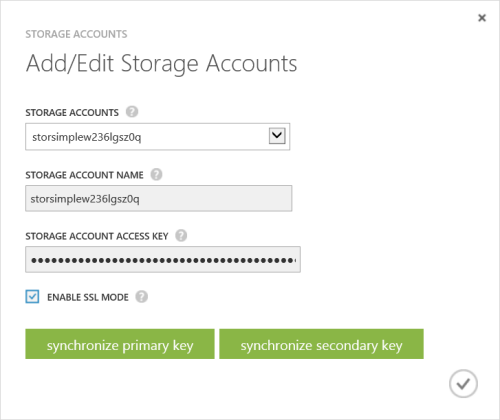 STORAGE ACCOUNTS
Add/Edit Storage Accounts
STORAGE ACCOUNTS ?
storsimplew236lgsz0q
STORAGE ACCOUNT NAME ?
storsimplew236lgsz0q
STORAGE ACCOUNT ACCESS KEY ?
ENABLE SSL MODE ?
synchronize primary key synchronize secondary key